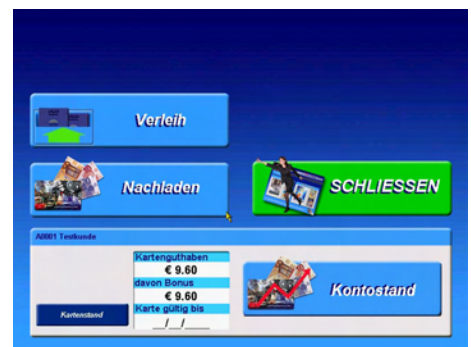 Verleih
Nachladen
SCHLIESSEN
A0001 Testkunde
Kartenguthaben
€ 9.60
davon Bonus
€ 9.60
Karte gültig bis
__/__/____
Kartenstand
Kontostand